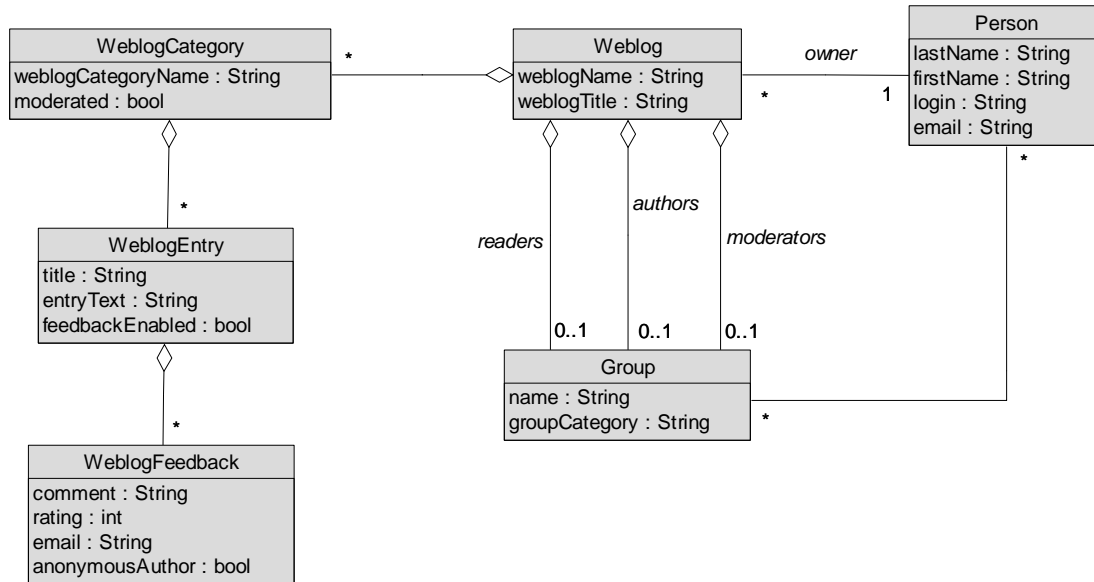 WeblogCategory
weblogCategoryName : String
moderated : bool
*
Weblog
weblogName : String
weblogTitle : String
owner
*
1
Person
lastName : String
firstName : String
login : String
email : String
*
*
WeblogEntry
title : String
entryText : String
feedbackEnabled : bool
readers
authors
moderators
0..1
0..1
0..1
Group
name : String
groupCategory : String
*
*
WeblogFeedback
comment : String
rating : int
email : String
anonymousAuthor : bool